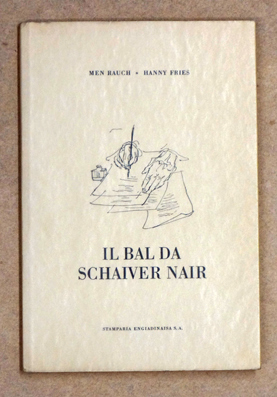 MEN RAUCH • HANNY FRIES
IL BAL DA
SCHAIVER NAIR
STAMPARIA ENGIADINAISA S.A.